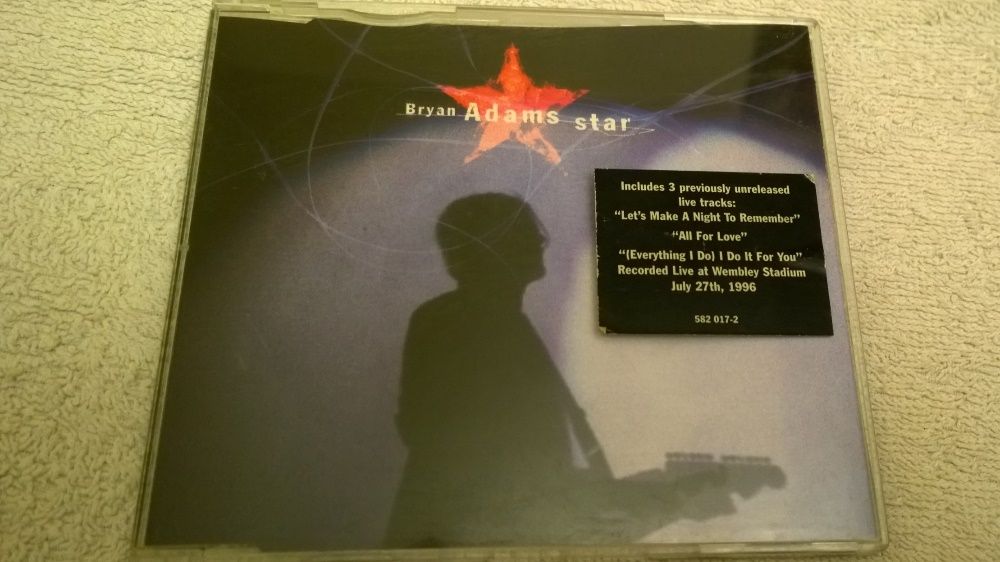 Bryan Adams star
Includes 3 previously unreleased
live tracks:
“Let's Make A Night To Remember”
“All For Love”
“(Everything I Do) I Do It For You”
Recorded Live at Wembley Stadium
July 27th, 1996
582 017-2